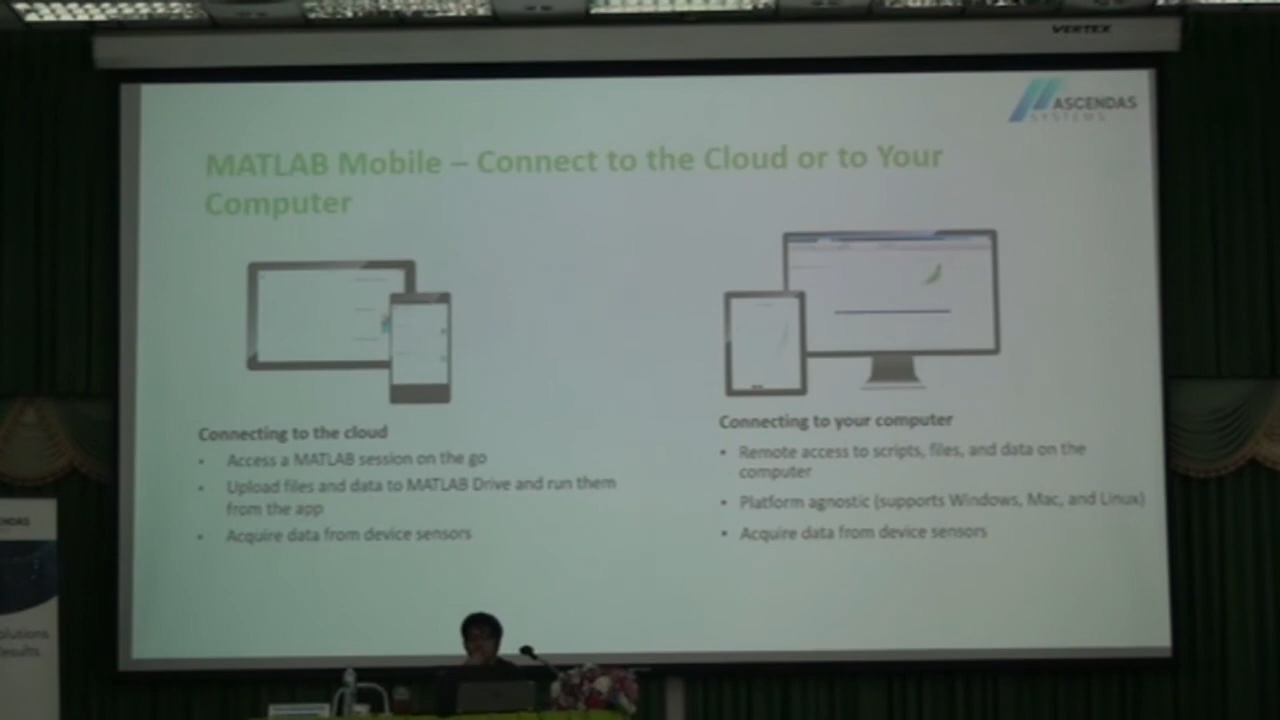 VERTEX
ASCENDAS
SYSTEMS
MATLAB Mobile – Connect to the Cloud or to Your
Computer
Connecting to the cloud
• Access a MATLAB session on the go
• Upload files and data to MATLAB Drive and run them
from the app
• Acquire data from device sensors
Connecting to your computer
• Remote access to scripts, files, and data on the
computer
• Platform agnostic (supports Windows, Mac, and Linux)
• Acquire data from device sensors
NDAS
olutions
esults